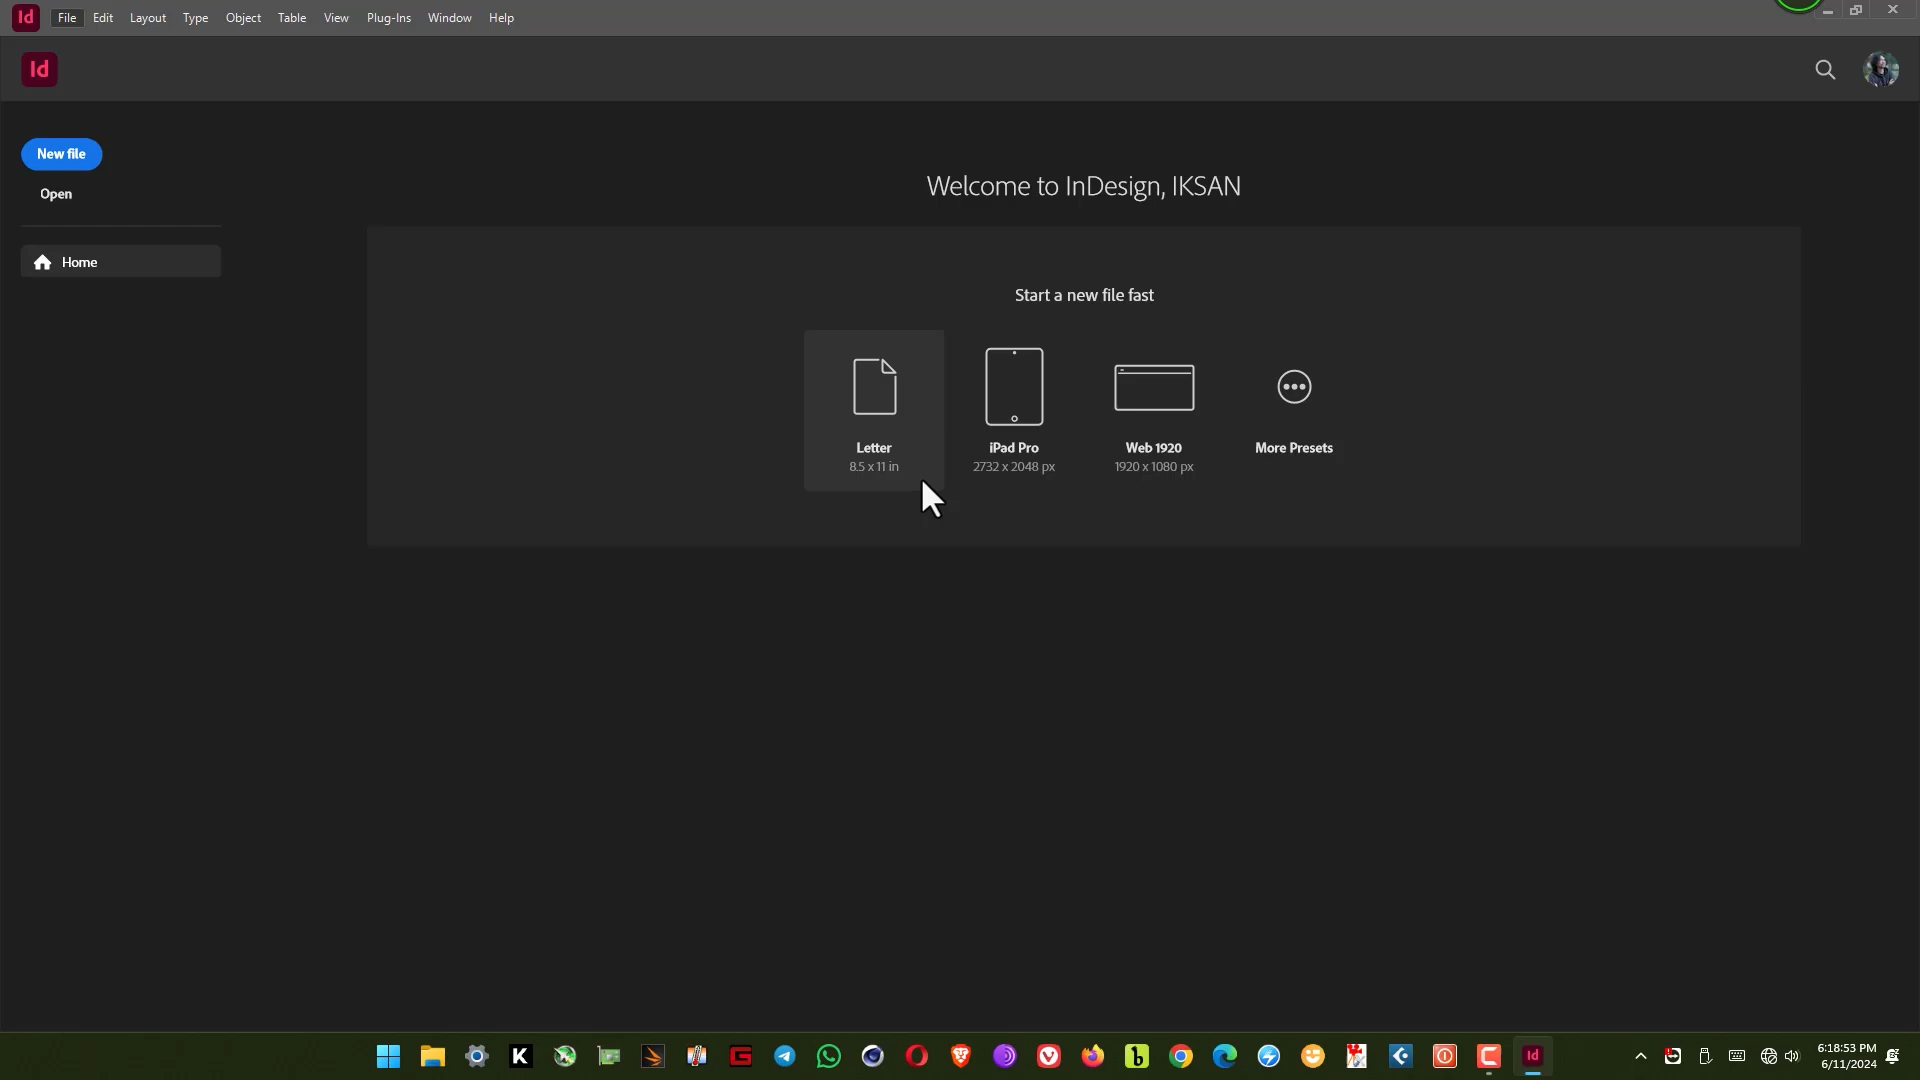 Id File Edit Layout Type Object Table View Plug-Ins Window Help
Id
New file
Open
Home
Welcome to InDesign, IKSAN
Start a new file fast
Letter
8.5 x 11 in
iPad Pro
2732 x 2048 px
Web 1920
1920 x 1080 px
More Presets
K
G
b
Id
6:18:53 PM
6/11/2024